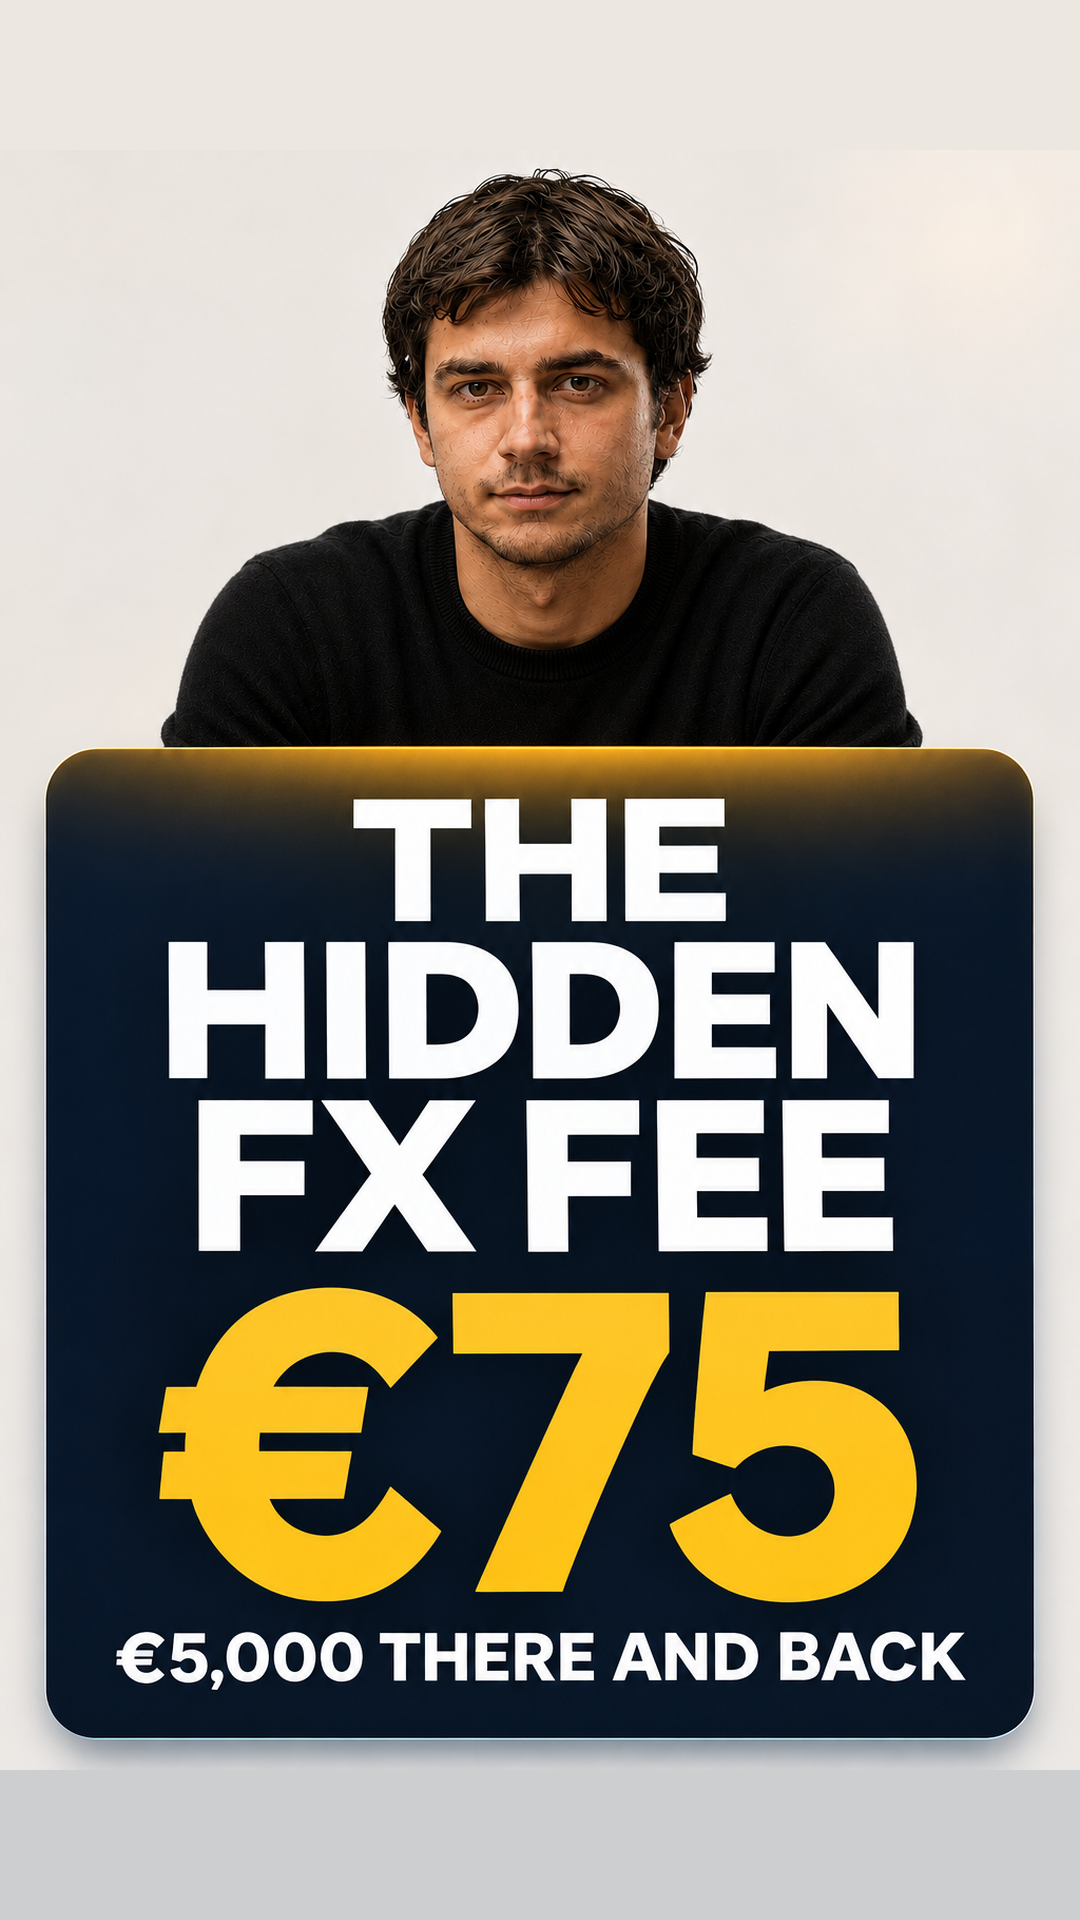 THE
HIDDEN
FX FEE
€75
€5,000 THERE AND BACK